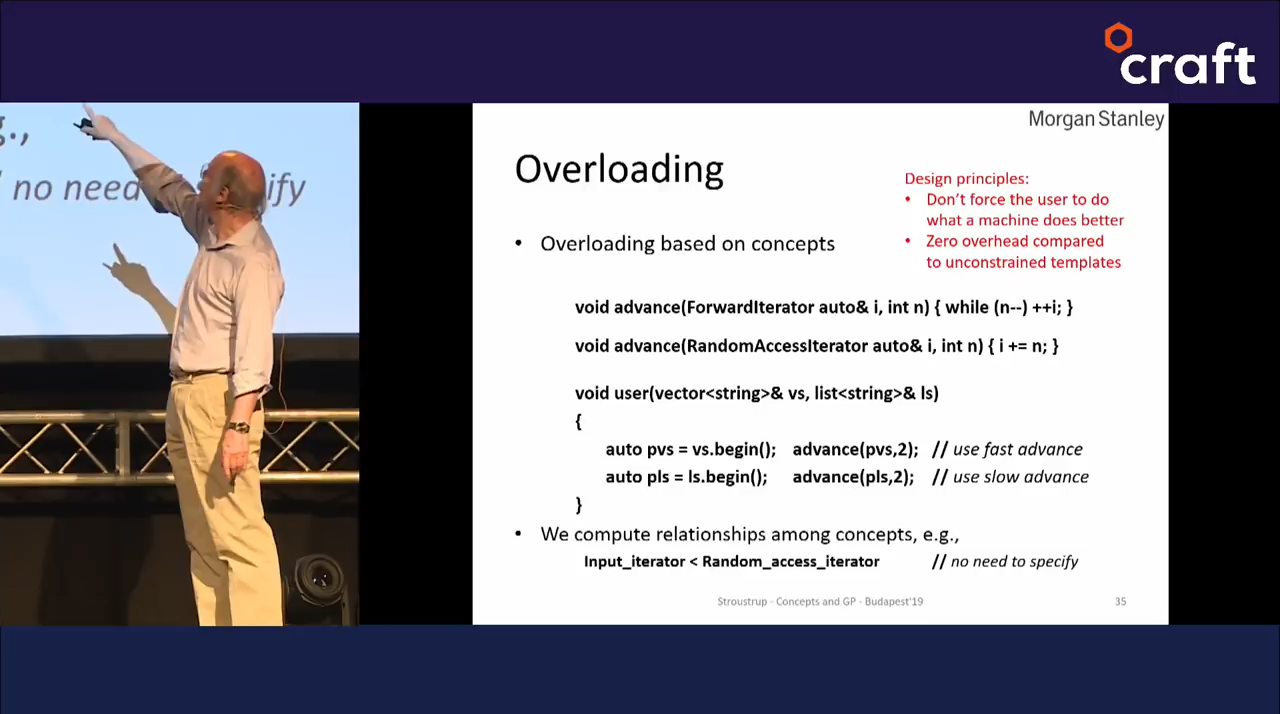 craft
g.,
no need
ify
Morgan Stanley
Overloading
Design principles:
• Don't force the user to do
what a machine does better
• Zero overhead compared
to unconstrained templates
• Overloading based on concepts
void advance(ForwardIterator auto& i, int n) { while (n--) ++i; }
void advance(RandomAccessIterator auto& i, int n) { i += n; }
void user(vector<string>& vs, list<string>& ls)
{
auto pvs = vs.begin(); advance(pvs,2); // use fast advance
auto pls = ls.begin(); advance(pls,2); // use slow advance
}
• We compute relationships among concepts, e.g.,
Input_iterator < Random_access_iterator // no need to specify
Stroustrup - Concepts and GP - Budapest'19
35